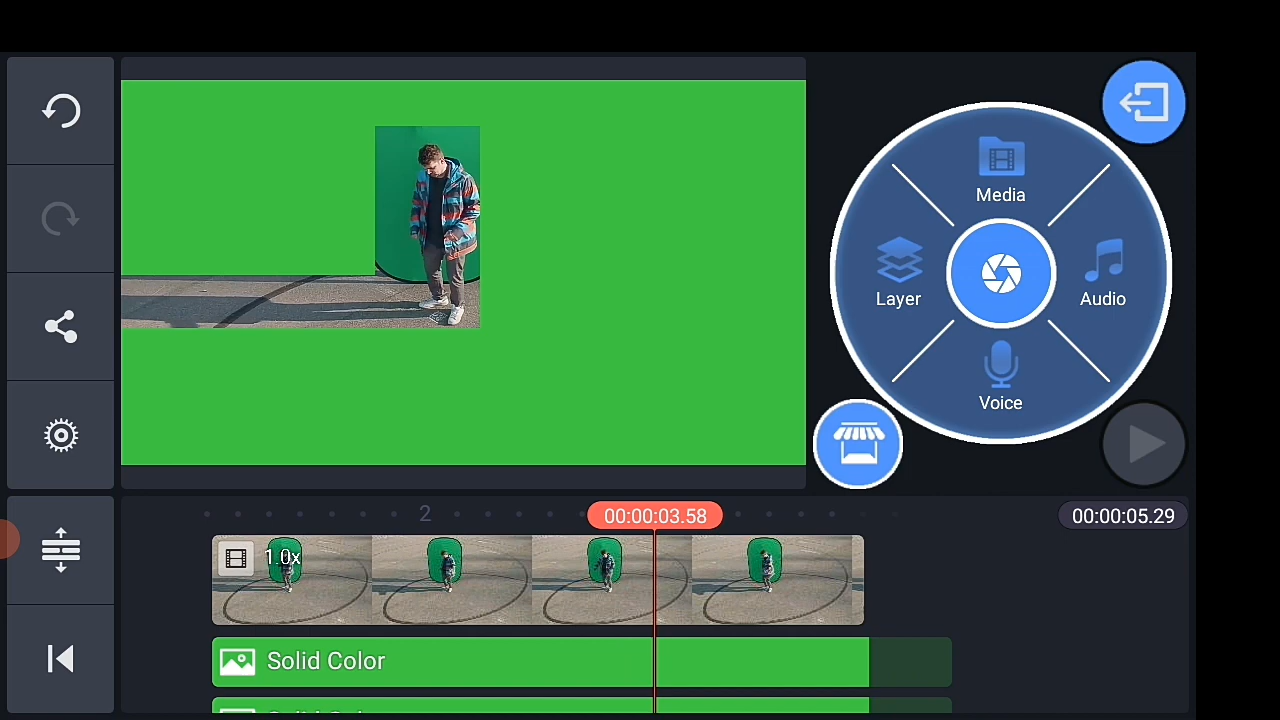 Media
Layer
Audio
Voice
2
00:00:03.58
00:00:05.29
1.0x
Solid Color